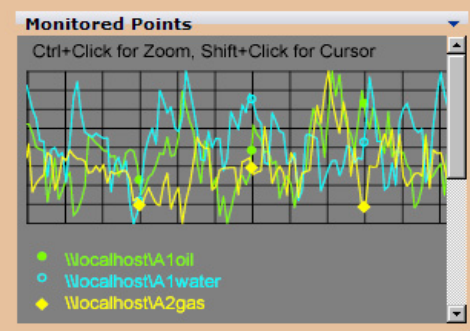 Monitored Points
Ctrl+Click for Zoom, Shift+Click for Cursor
\\localhost\A1oil
\\localhost\A1water
\\localhost\A2gas